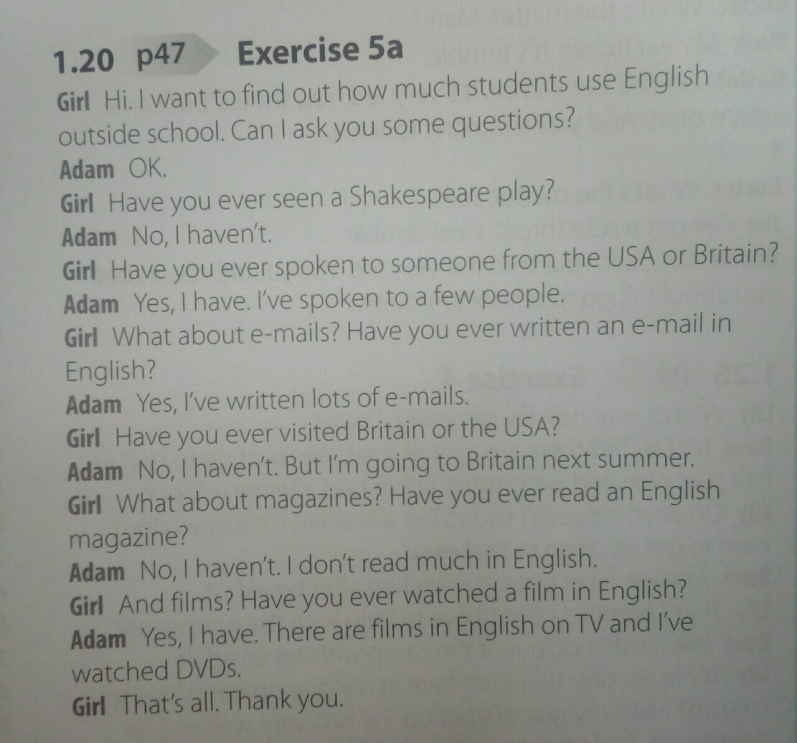 1.20 p47 Exercise 5a
Girl Hi. I want to find out how much students use English
outside school. Can I ask you some questions?
Adam OK.
Girl Have you ever seen a Shakespeare play?
Adam No, I haven't.
Girl Have you ever spoken to someone from the USA or Britain?
Adam Yes, I have. I've spoken to a few people.
Girl What about e-mails? Have you ever written an e-mail in
English?
Adam Yes, I've written lots of e-mails.
Girl Have you ever visited Britain or the USA?
Adam No, I haven't. But I'm going to Britain next summer.
Girl What about magazines? Have you ever read an English
magazine?
Adam No, I haven't. I don't read much in English.
Girl And films? Have you ever watched a film in English?
Adam Yes, I have. There are films in English on TV and I've
watched DVDs.
Girl That's all. Thank you.